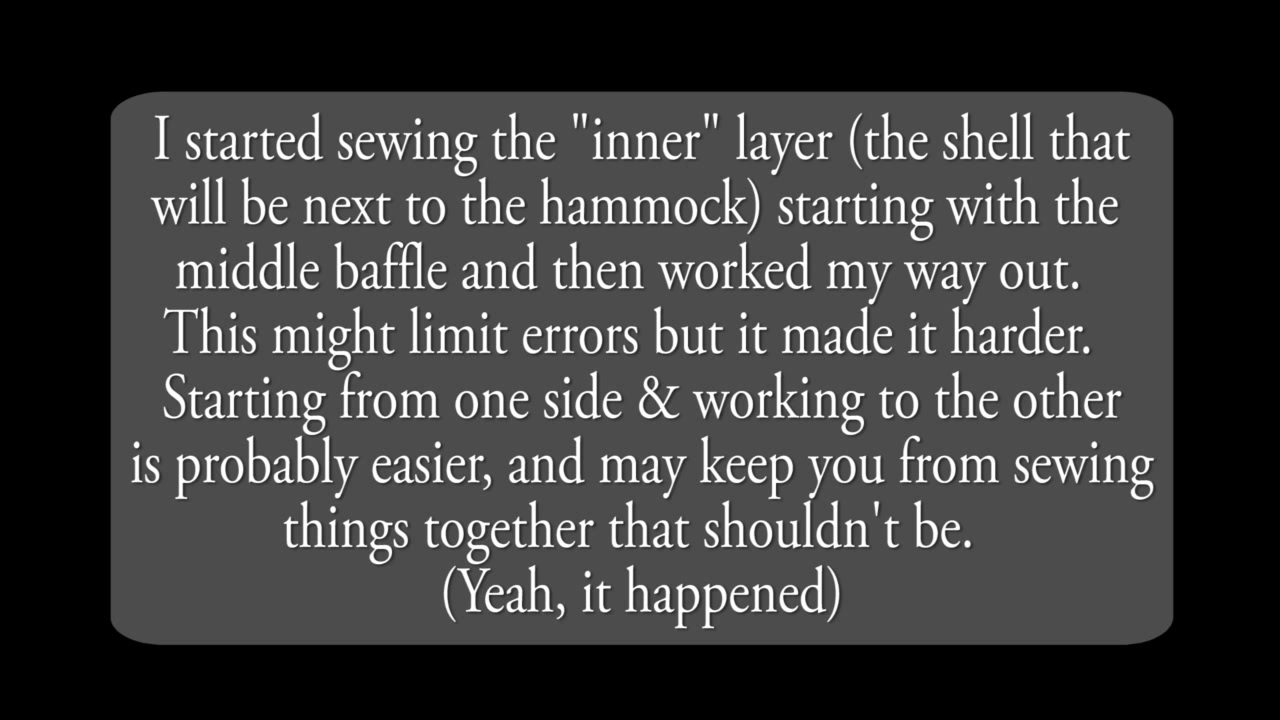 I started sewing the "inner" layer (the shell that
will be next to the hammock) starting with the
middle baffle and then worked my way out.
This might limit errors but it made it harder.
Starting from one side & working to the other
is probably easier, and may keep you from sewing
things together that shouldn't be.
(Yeah, it happened)